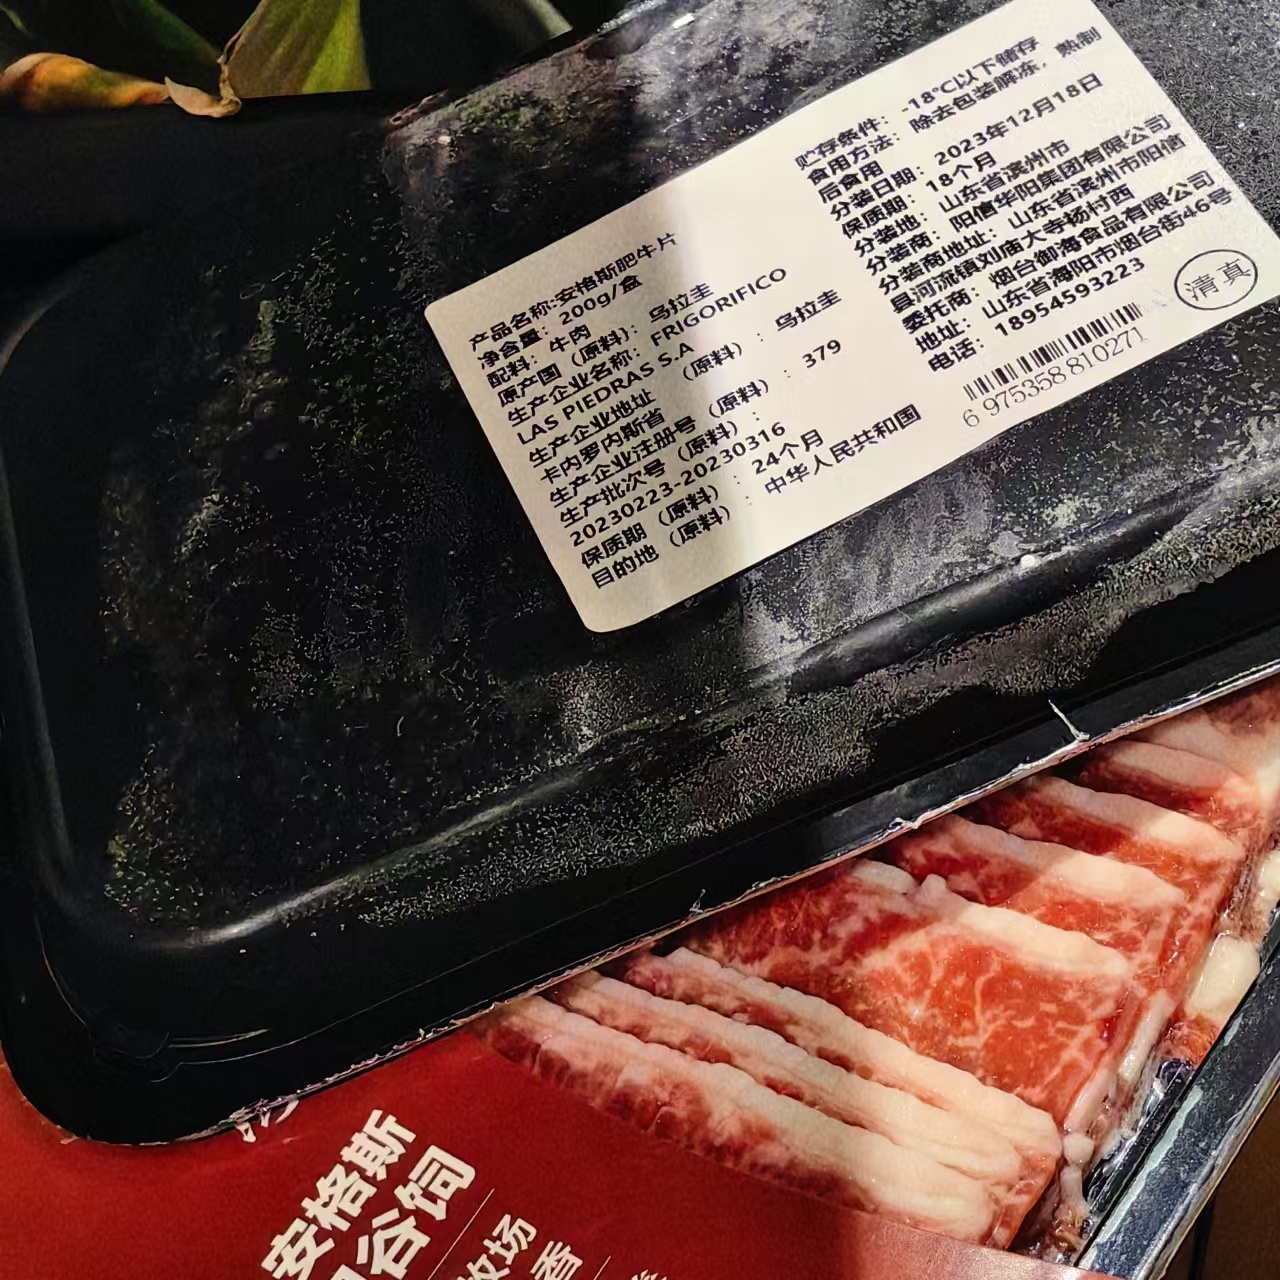 产品名称:安格斯肥牛片
净含量：200g/盒
配料：牛肉
原产国（原料）：乌拉圭
生产企业名称：FRIGORIFICO
LAS PIEDRAS S.A
生产企业地址（原料）：乌拉圭
卡内罗内斯省
生产企业注册号（原料）：379
生产批次号（原料）：
20230223-20230316
保质期（原料）：24个月
目的地（原料）：中华人民共和国
贮存条件：-18°C以下储存
食用方法：除去包装解冻，熟制
后食用
分装日期：2023年12月18日
保质期：18个月
分装地：山东省滨州市
分装商：阳信华阳集团有限公司
分装商地址：山东省滨州市阳信
县河流镇刘庙大寺杨村西
委托商：烟台御海食品有限公司
地址：山东省海阳市烟台街46号
电话：18954593223
清真
6 975358 810271
安格斯
谷饲
牧场
香